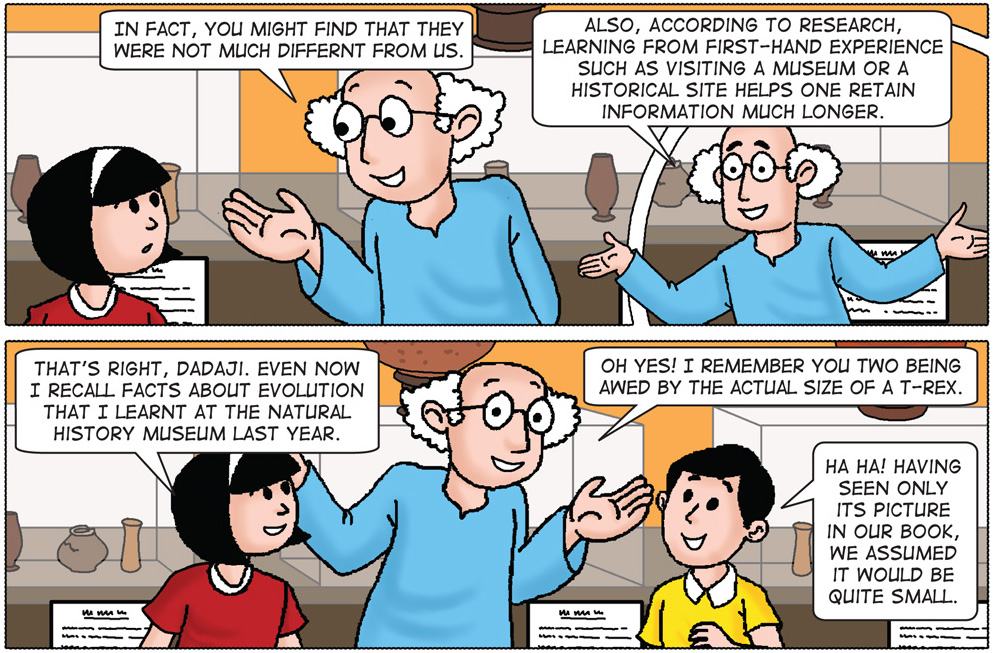 IN FACT, YOU MIGHT FIND THAT THEY
WERE NOT MUCH DIFFERNT FROM US.
ALSO, ACCORDING TO RESEARCH,
LEARNING FROM FIRST-HAND EXPERIENCE
SUCH AS VISITING A MUSEUM OR A
HISTORICAL SITE HELPS ONE RETAIN
INFORMATION MUCH LONGER.
THAT'S RIGHT, DADAJI. EVEN NOW
I RECALL FACTS ABOUT EVOLUTION
THAT I LEARNT AT THE NATURAL
HISTORY MUSEUM LAST YEAR.
OH YES! I REMEMBER YOU TWO BEING
AWED BY THE ACTUAL SIZE OF A T-REX.
HA HA! HAVING
SEEN ONLY
ITS PICTURE
IN OUR BOOK,
WE ASSUMED
IT WOULD BE
QUITE SMALL.